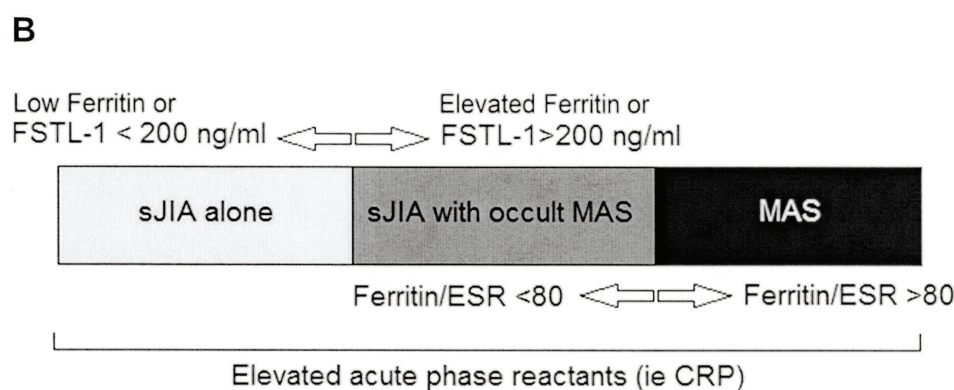 B
Low Ferritin or
FSTL-1 < 200 ng/ml
Elevated Ferritin or
FSTL-1>200 ng/ml
sJIA alone
sJIA with occult MAS
MAS
Ferritin/ESR <80
Ferritin/ESR >80
Elevated acute phase reactants (ie CRP)